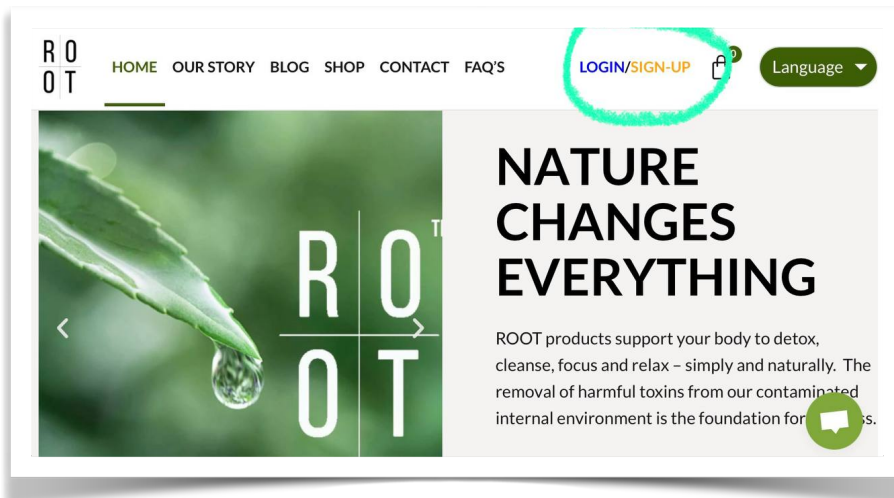 R O
O T
HOME OUR STORY BLOG SHOP CONTACT FAQ'S LOGIN/SIGN-UP Language
NATURE
CHANGES
EVERYTHING
R O
O T
ROOT products support your body to detox,
cleanse, focus and relax – simply and naturally. The
removal of harmful toxins from our contaminated
internal environment is the foundation for